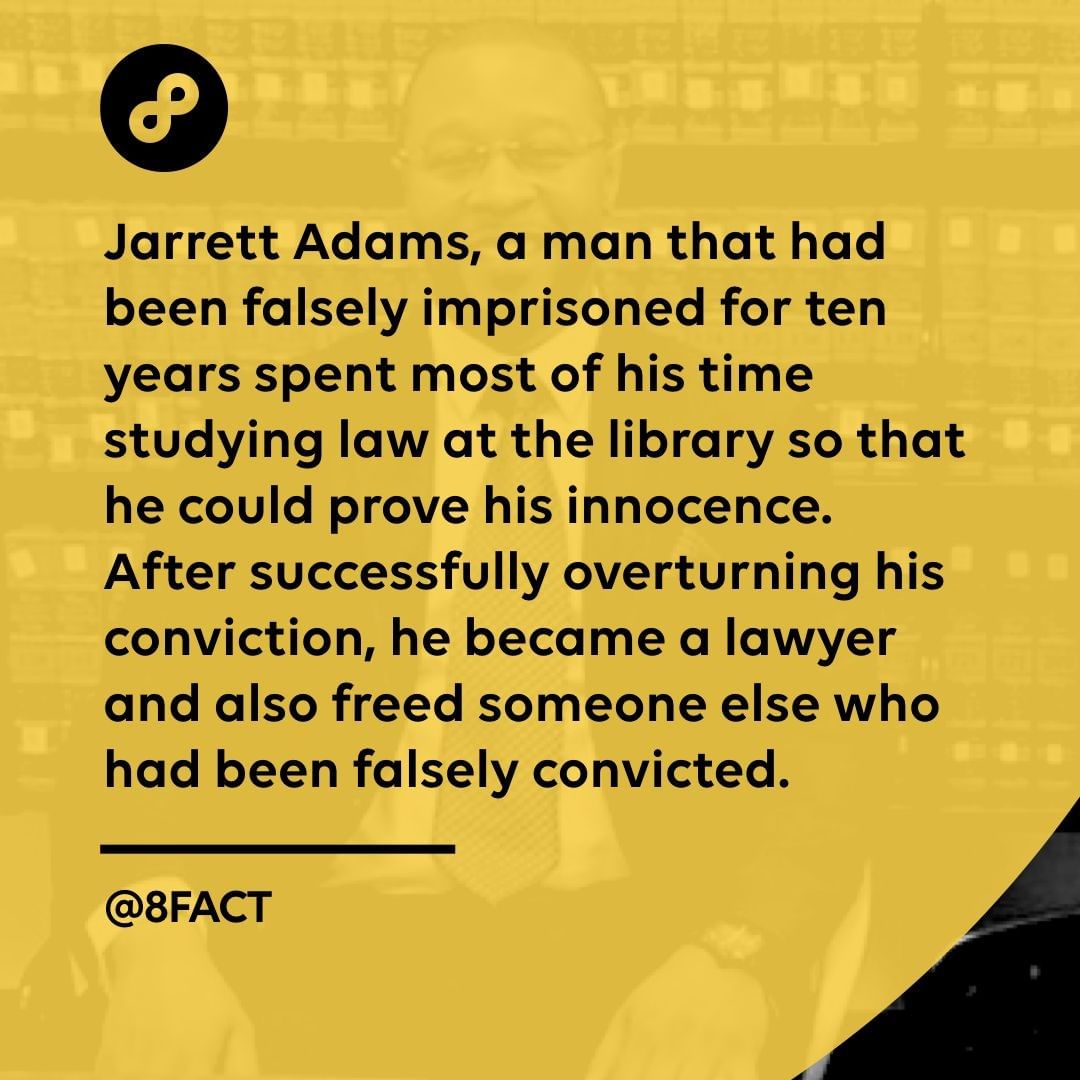 Jarrett Adams, a man that had
been falsely imprisoned for ten
years spent most of his time
studying law at the library so that
he could prove his innocence.
After successfully overturning his
conviction, he became a lawyer
and also freed someone else who
had been falsely convicted.
@8FACT